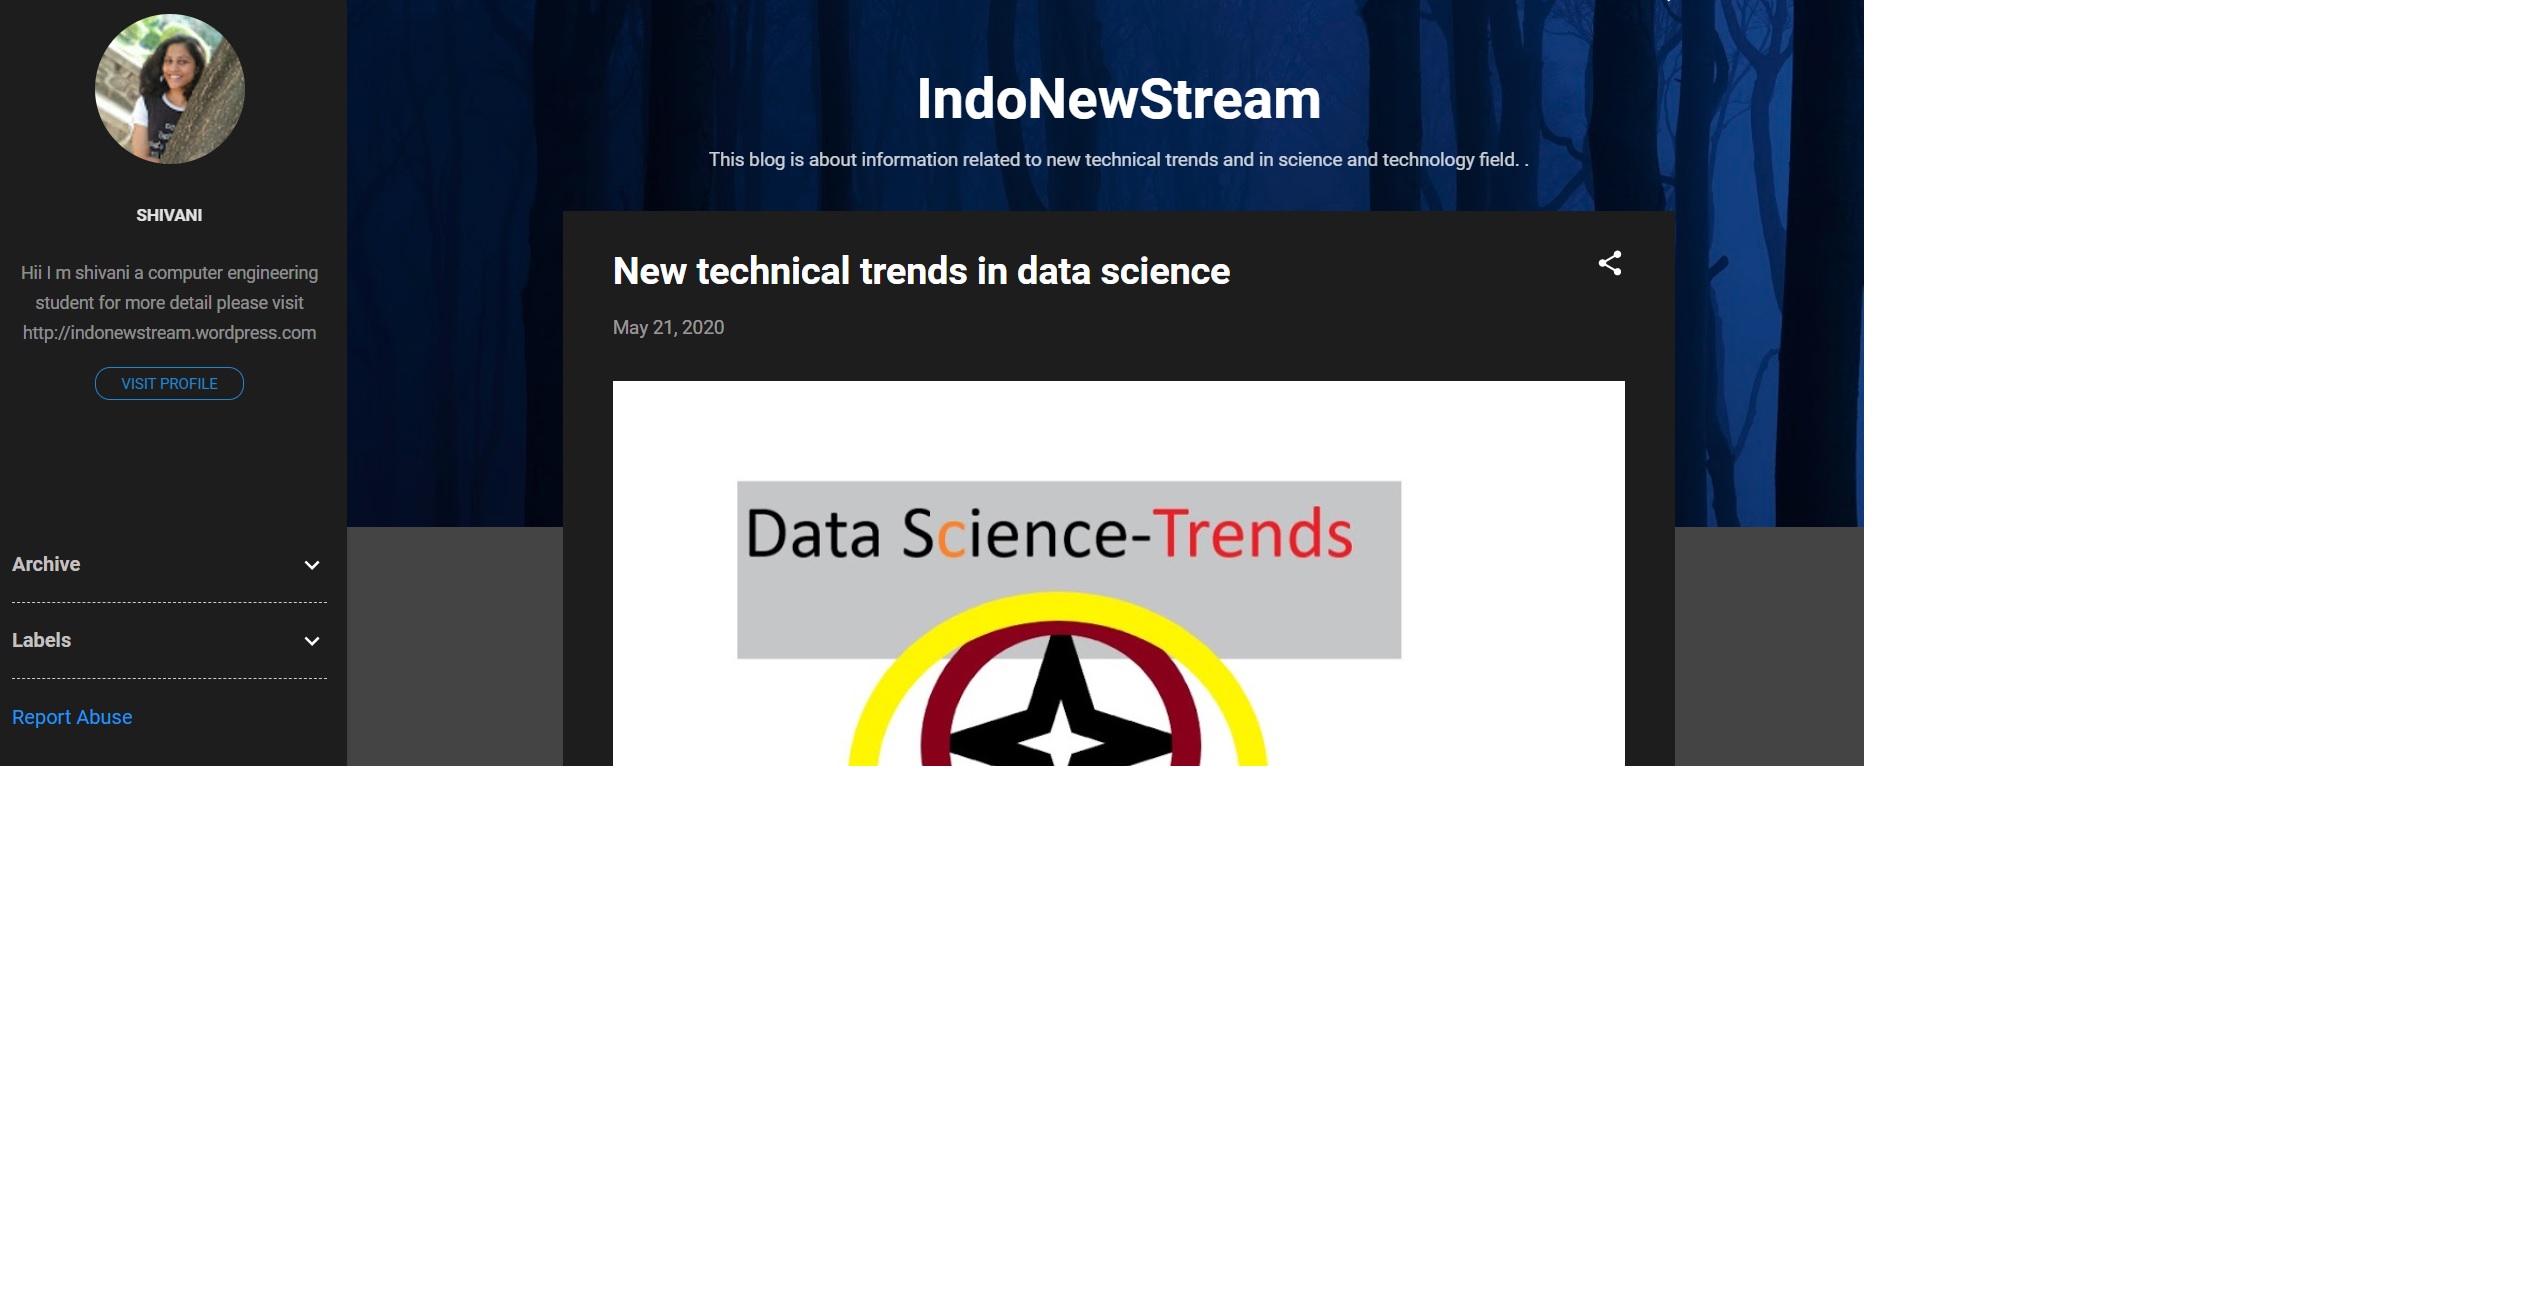 SHIVANI
Hii I m shivani a computer engineering
student for more detail please visit
http://indonewstream.wordpress.com
VISIT PROFILE
Archive
Labels
Report Abuse
IndoNewStream
This blog is about information related to new technical trends and in science and technology field. .
New technical trends in data science
May 21, 2020
Data Science-Trends